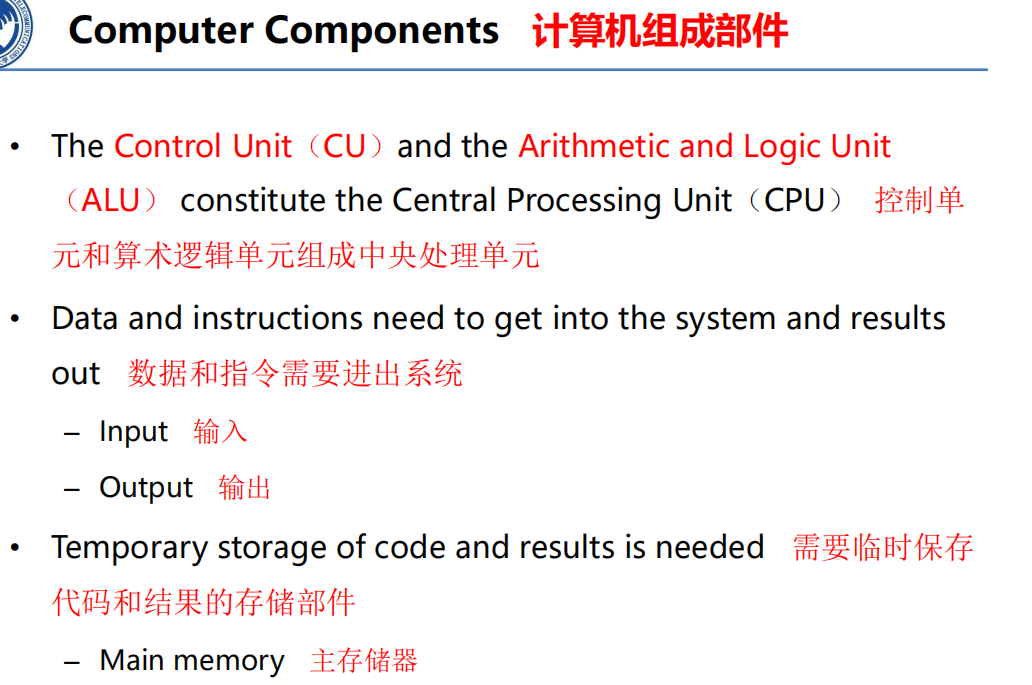 Computer Components 计算机组成部件
• The Control Unit（CU）and the Arithmetic and Logic Unit
（ALU） constitute the Central Processing Unit（CPU） 控制单
元和算术逻辑单元组成中央处理单元
• Data and instructions need to get into the system and results
out 数据和指令需要进出系统
– Input 输入
– Output 输出
• Temporary storage of code and results is needed 需要临时保存
代码和结果的存储部件
– Main memory 主存储器